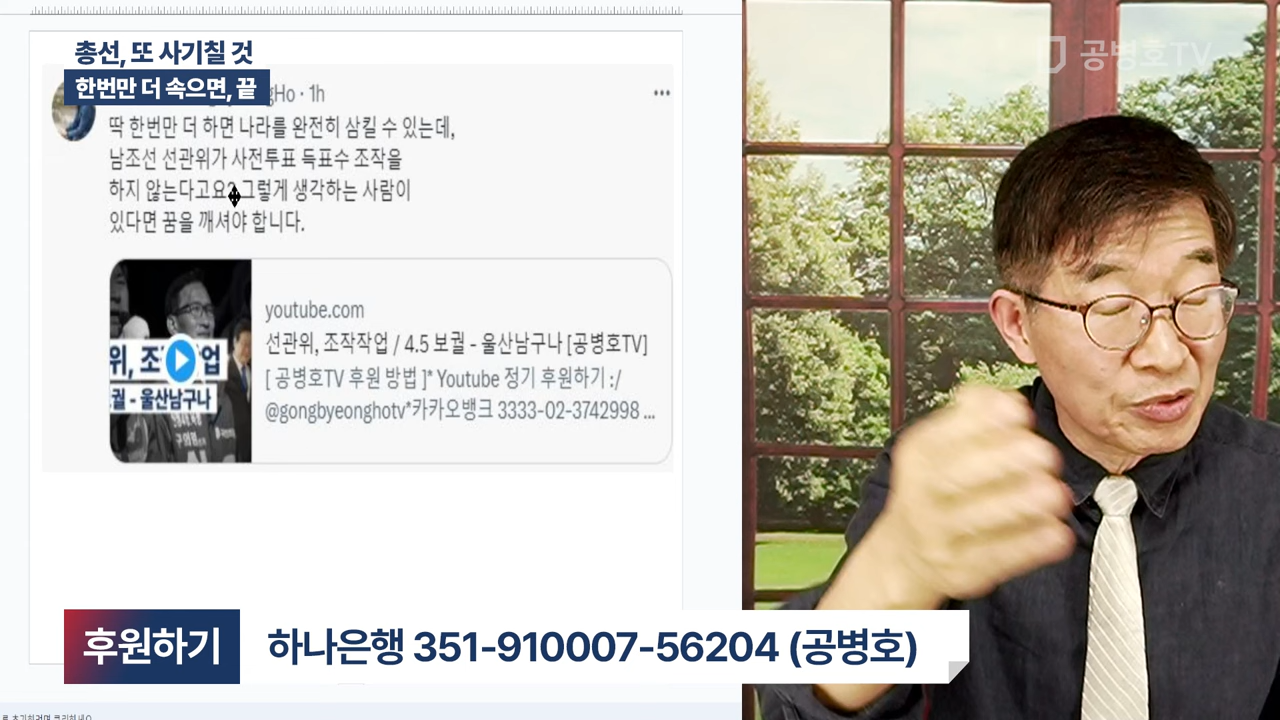 총선, 또 사기칠 것
한번만 더 속으면, 끝
gHo · 1h
딱 한번만 더 하면 나라를 완전히 삼킬 수 있는데,
남조선 선관위가 사전투표 득표수 조작을
하지 않는다고요? 그렇게 생각하는 사람이
있다면 꿈을 깨셔야 합니다.
youtube.com
선관위, 조작작업 / 4.5 보궐 - 울산남구나 [공병호TV]
[ 공병호TV 후원 방법 ]* Youtube 정기 후원하기 :/
@gongbyeonghotv*카카오뱅크 3333-02-3742998 ...
위, 조 업
궐 - 울산남구나
공병호TV
후원하기
하나은행 351-910007-56204 (공병호)